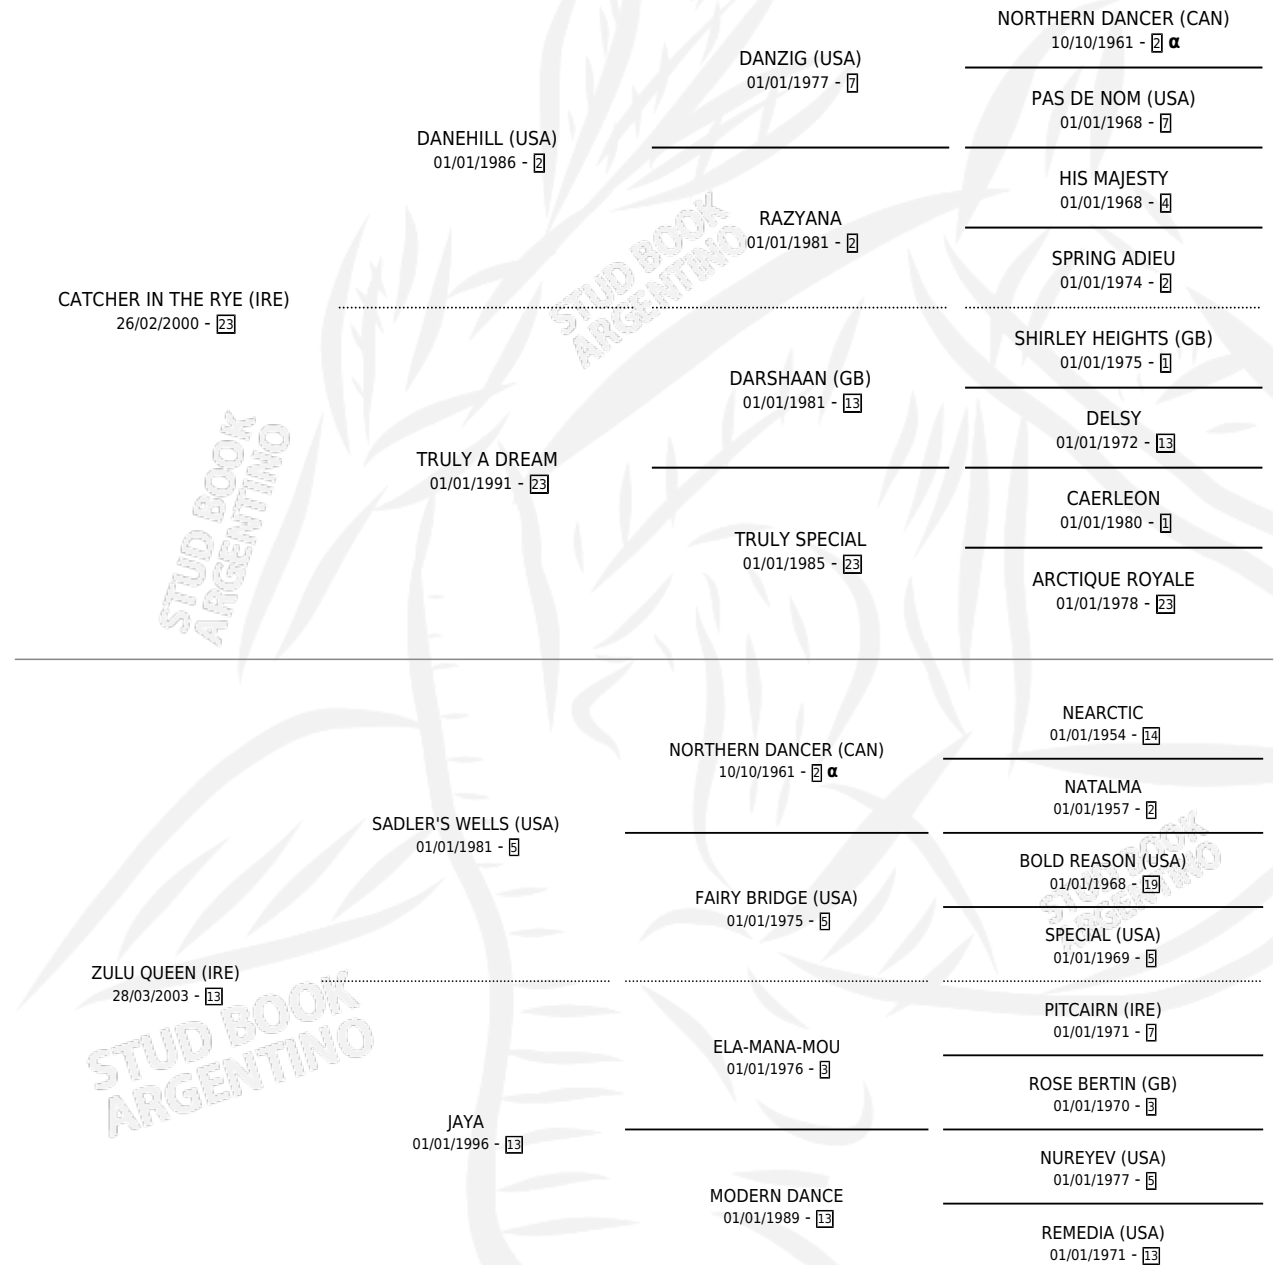 NORTHERN DANCER (CAN)
10/10/1961 - 2 α
DANZIG (USA)
01/01/1977 - 7
PAS DE NOM (USA)
01/01/1968 - 7
DANEHILL (USA)
01/01/1986 - 2
HIS MAJESTY
01/01/1968 - 4
RAZYANA
01/01/1981 - 2
SPRING ADIEU
01/01/1974 - 2
CATCHER IN THE RYE (IRE)
26/02/2000 - 23
SHIRLEY HEIGHTS (GB)
01/01/1975 - 1
DARSHAAN (GB)
01/01/1981 - 13
DELSY
01/01/1972 - 13
TRULY A DREAM
01/01/1991 - 23
CAERLEON
01/01/1980 - 1
TRULY SPECIAL
01/01/1985 - 23
ARCTIQUE ROYALE
01/01/1978 - 23
NEARCTIC
01/01/1954 - 14
NORTHERN DANCER (CAN)
10/10/1961 - 2 α
NATALMA
01/01/1957 - 2
SADLER'S WELLS (USA)
01/01/1981 - 5
BOLD REASON (USA)
01/01/1968 - 19
FAIRY BRIDGE (USA)
01/01/1975 - 5
SPECIAL (USA)
01/01/1969 - 5
ZULU QUEEN (IRE)
28/03/2003 - 13
PITCAIRN (IRE)
01/01/1971 - 7
ELA-MANA-MOU
01/01/1976 - 3
ROSE BERTIN (GB)
01/01/1970 - 3
JAYA
01/01/1996 - 13
NUREYEV (USA)
01/01/1977 - 5
MODERN DANCE
01/01/1989 - 13
REMEDIA (USA)
01/01/1971 - 13
STUD BOOK
ARGENTINO
STUD BOOK
ARGENTINO
STUD BOOK
ARGENTINO
STUD BOOK
ARGENTINO